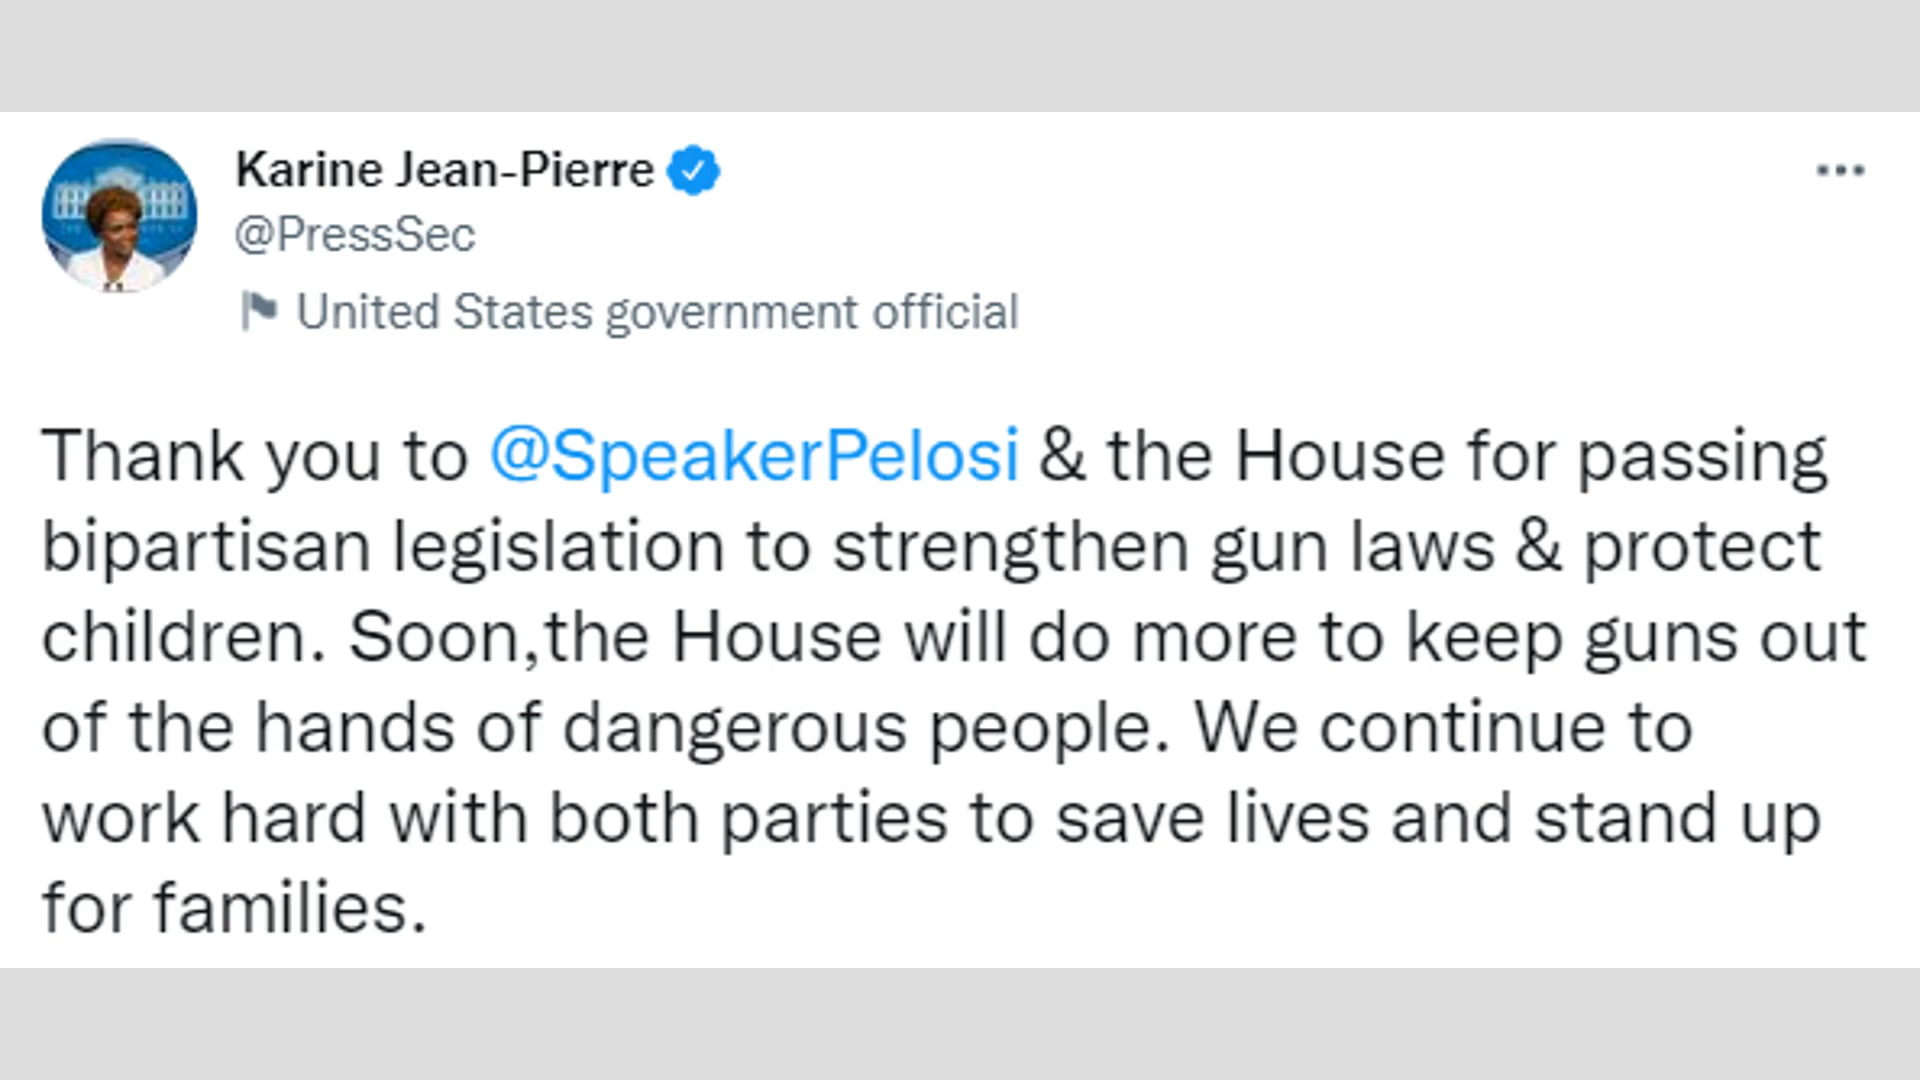 Karine Jean-Pierre
@PressSec
United States government official
Thank you to @SpeakerPelosi & the House for passing
bipartisan legislation to strengthen gun laws & protect
children. Soon,the House will do more to keep guns out
of the hands of dangerous people. We continue to
work hard with both parties to save lives and stand up
for families.